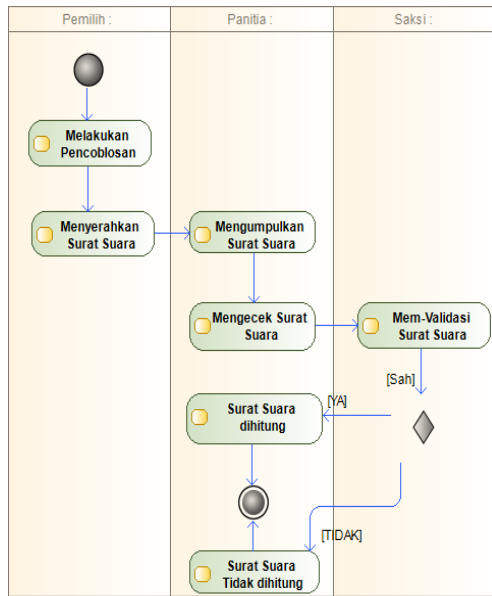 Pemilih :
Panitia :
Saksi :
Melakukan
Pencoblosan
Menyerahkan
Surat Suara
Mengumpulkan
Surat Suara
Mengecek Surat
Suara
Mem-Validasi
Surat Suara
[Sah]
[YA]
Surat Suara
dihitung
[TIDAK]
Surat Suara
Tidak dihitung